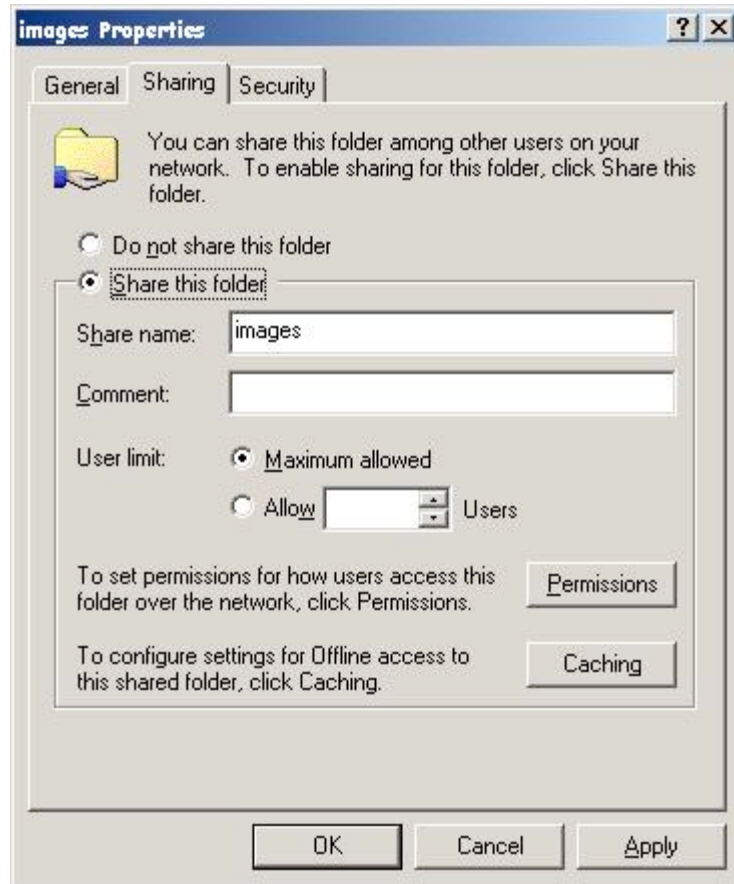 images Properties
General Sharing Security
You can share this folder among other users on your
network. To enable sharing for this folder, click Share this
folder.
Do not share this folder
Share this folder
Share name: images
Comment:
User limit: Maximum allowed
Allow Users
To set permissions for how users access this
folder over the network, click Permissions.
Permissions
To configure settings for Offline access to
this shared folder, click Caching.
Caching
OK Cancel Apply